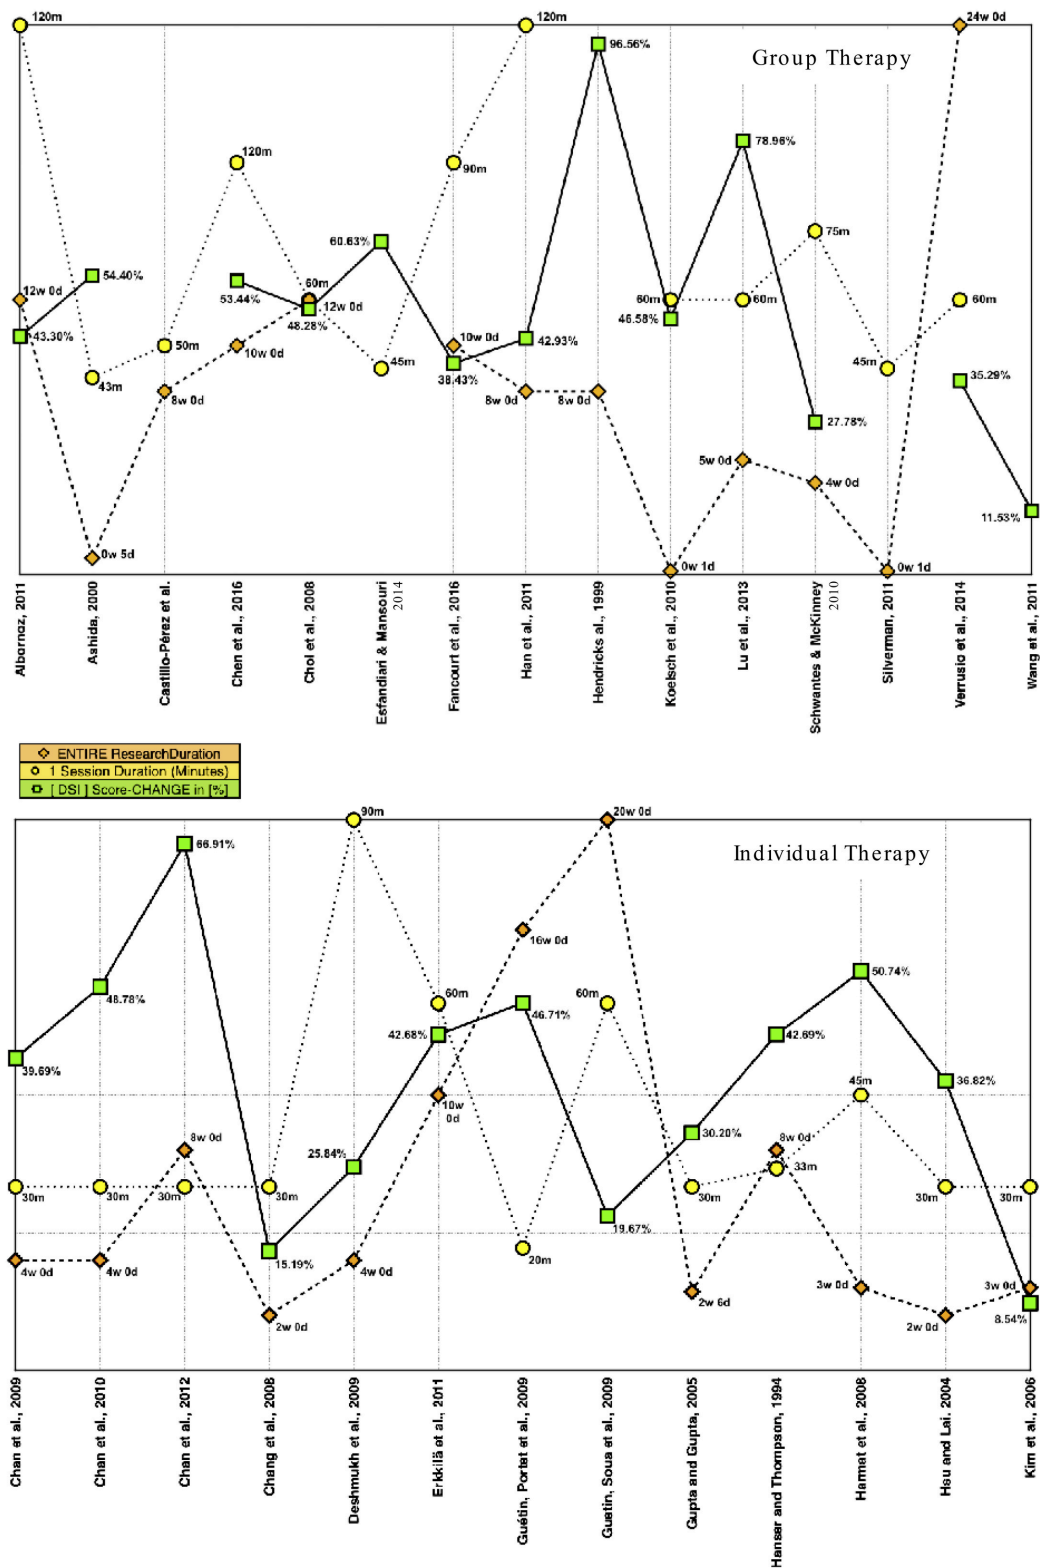 120m
120m
24w 0d
96.56%
Group Therapy
78.96%
120m
90m
60.63%
75m
54.40%
53.44%
60m
12w 0d
12w 0d
48.28%
60m
46.58%
60m
60m
43.30%
50m
10w 0d
10w 0d
42.93%
43m
45m
38.43%
45m
35.29%
8w 0d
8w 0d
8w 0d
27.78%
5w 0d
4w 0d
11.53%
0w 5d
0w 1d
0w 1d
Albornoz, 2011
Ashida, 2000
Castillo-Pérez et al.
Chen et al., 2016
Choi et al., 2008
Esfandiari & Mansouri
2014
Fancourt et al., 2016
Han et al., 2011
Hendricks al., 1999
Koelsch et al., 2010
Lu et al., 2013
Schwantes & McKinney
2010
Silverman, 2011
Verrusio et al., 2014
Wang et al., 2011
ENTIRE ResearchDuration
1 Session Duration (Minutes)
[ DSI ] Score-CHANGE in [%]
90m
20w 0d
66.91%
Individual Therapy
16w 0d
48.78%
60m
60m
46.71%
50.74%
42.68%
42.69%
39.69%
36.82%
45m
10w
0d
30.20%
8w 0d
8w 0d
25.84%
33m
30m
30m
30m
30m
30m
30m
30m
19.67%
15.19%
20m
4w 0d
4w 0d
4w 0d
2w 6d
3w 0d
3w 0d
2w 0d
2w 0d
8.54%
Chan et al., 2009
Chan et al., 2010
Chan et al., 2012
Chang et al., 2008
Deshmukh et al., 2009
Erkkilä et al., 2011
Guétin, Portet et al., 2009
Guetin, Soua et al., 2009
Gupta and Gupta, 2005
Hanser and Thompson, 1994
Harmat et al., 2008
Hsu and Lai. 2004
Kim et al., 2006